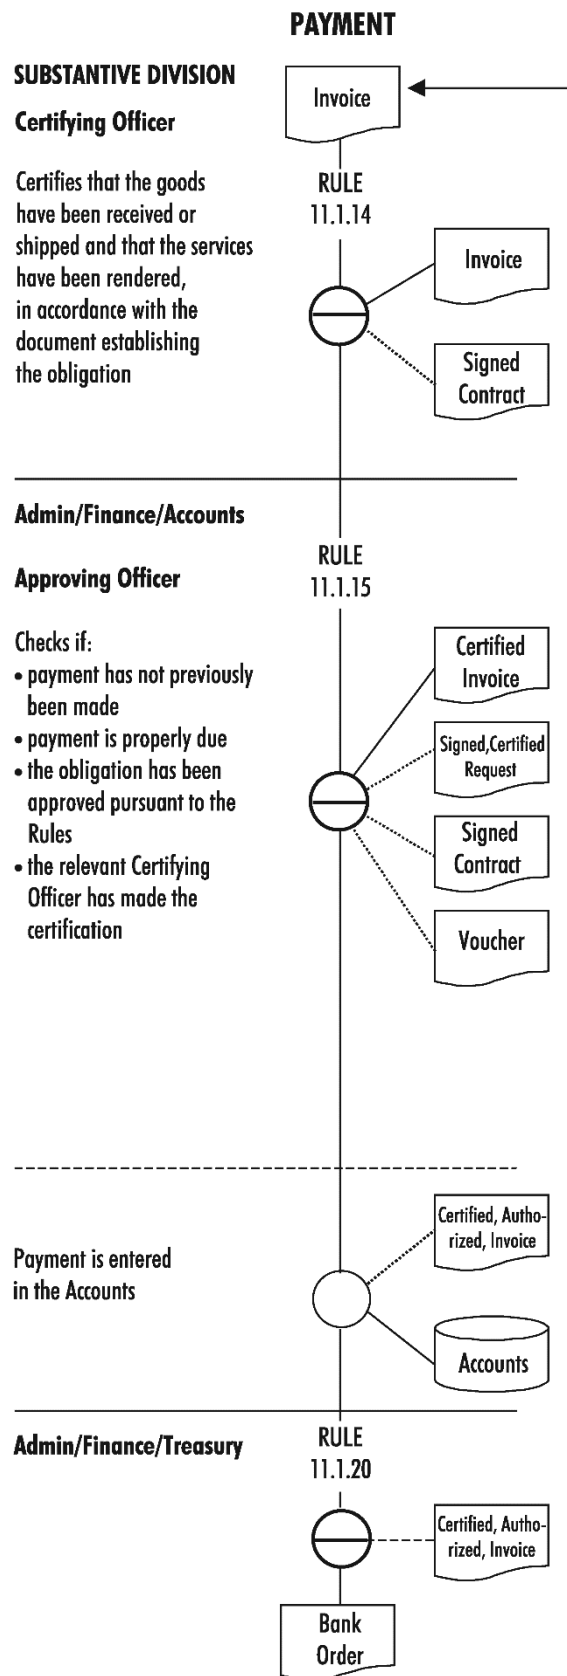 PAYMENT
SUBSTANTIVE DIVISION
Certifying Officer
Invoice
Certifies that the goods
have been received or
shipped and that the services
have been rendered,
in accordance with the
document establishing
the obligation
RULE
11.1.14
Invoice
Signed
Contract
Admin/Finance/Accounts
Approving Officer
RULE
11.1.15
Checks if:
• payment has not previously
been made
• payment is properly due
• the obligation has been
approved pursuant to the
Rules
• the relevant Certifying
Officer has made the
certification
Certified
Invoice
Signed,Certified
Request
Signed
Contract
Voucher
Payment is entered
in the Accounts
Certified, Autho-
rized, Invoice
Accounts
Admin/Finance/Treasury
RULE
11.1.20
Certified, Autho-
rized, Invoice
Bank
Order